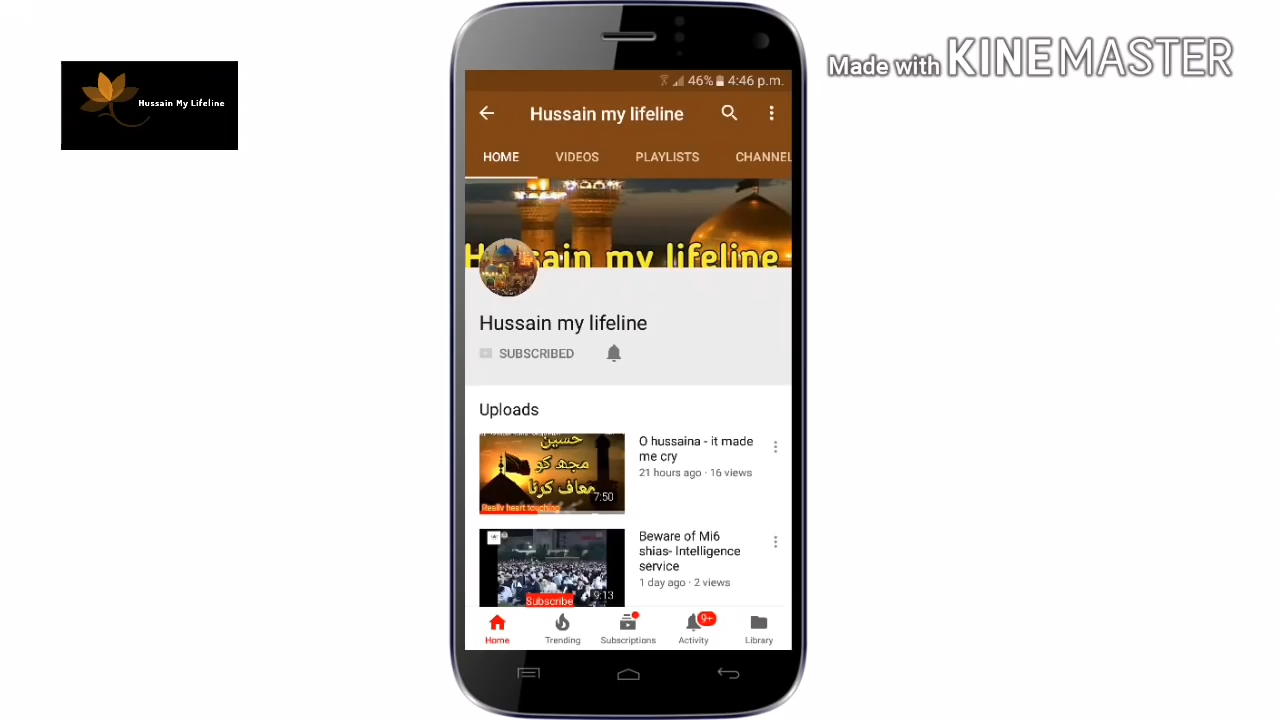 Made with KINEMASTER
Hussain My Lifeline
46% 4:46 p.m.
Hussain my lifeline
HOME VIDEOS PLAYLISTS CHANNEL
Hussain my lifeline
SUBSCRIBED
Uploads
حسین
مجھ کو
معاف کرنا
7:50
Really heart touching
O hussaina - it made
me cry
21 hours ago · 16 views
Subscribe
9:13
Beware of Mi6
shias- Intelligence
service
1 day ago · 2 views
9+
Home Trending Subscriptions Activity Library